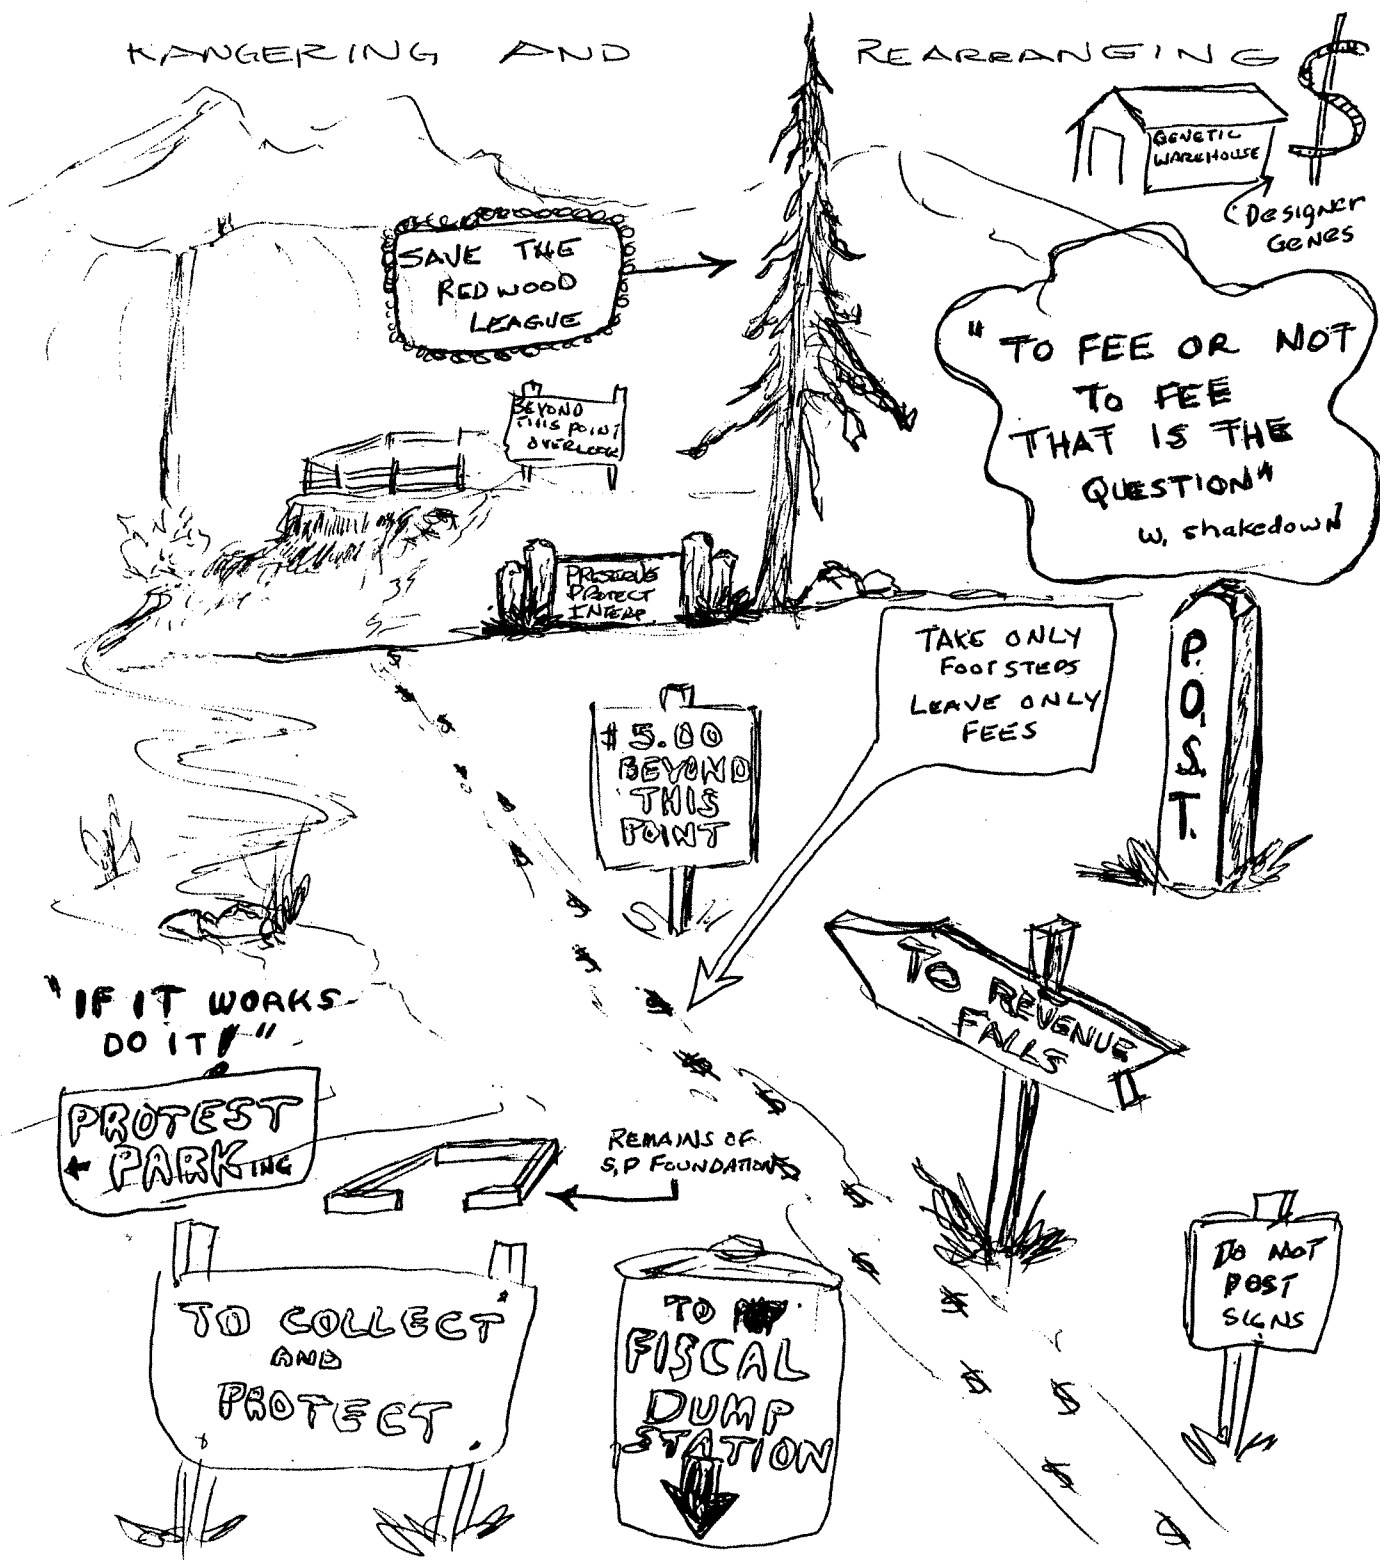 RANGERING AND REARRANGING
$
GENETIC
WAREHOUSE
DESIGNER
GENES
SAVE THE
REDWOOD
LEAGUE
"TO FEE OR NOT
TO FEE
THAT IS THE
QUESTION"
W. Shakedown
BEYOND
THIS POINT
OVERLOOK
PRESERVE
PROTECT
INTERP.
TAKE ONLY
FOOTSTEPS
LEAVE ONLY
FEES
P.O.S.T.
$5.00
BEYOND
THIS
POINT
TO REVENUE
FALLS
"IF IT WORKS
DO IT!"
PROTEST
PARKING
REMAINS OF
S,P FOUNDATIONS
DO NOT
POST
SIGNS
TO COLLECT
AND
PROTECT
TO
FISCAL
DUMP
STATION